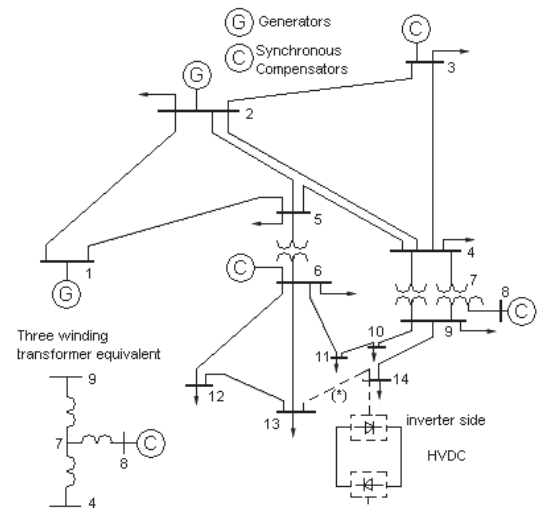 G Generators
C Synchronous
Compensators
C
3
G
2
5
1
G
4
C
6
7
8
C
9
10
11
Three winding
transformer equivalent
12
14
(*)
13
9
inverter side
7
8
C
HVDC
4